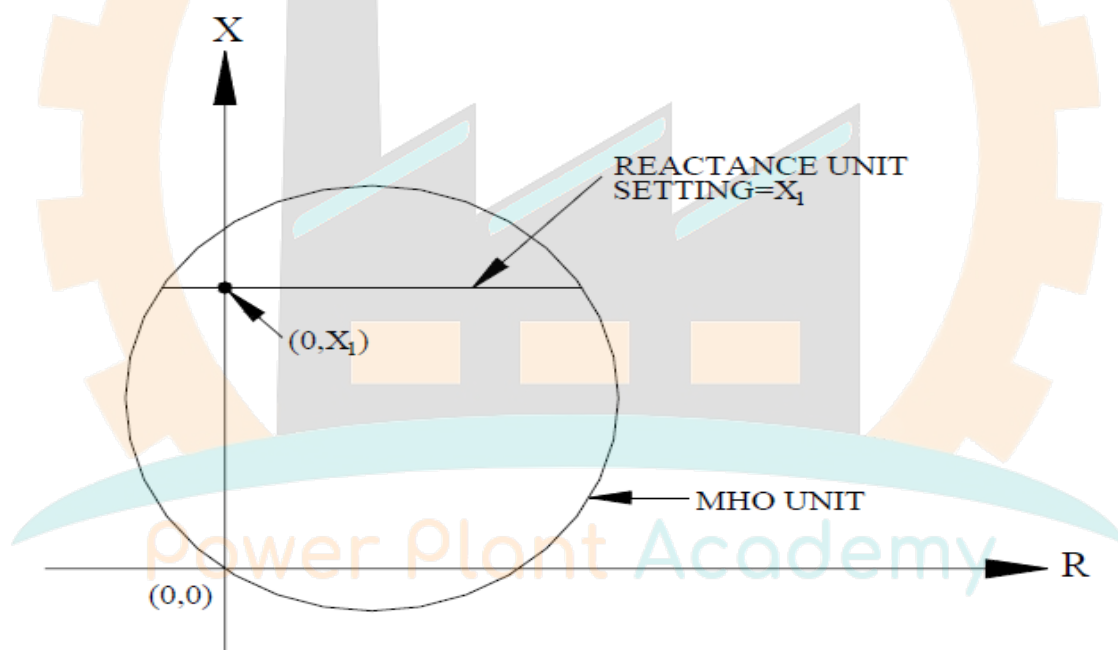 X
REACTANCE UNIT
SETTING=X₁
(0,X₁)
MHO UNIT
Power Plant Academy
R
(0,0)